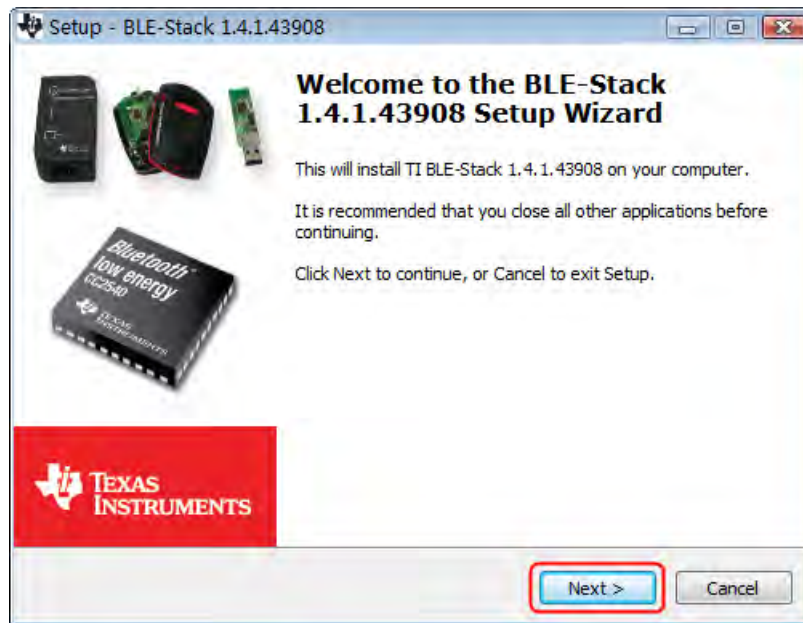 Setup - BLE-Stack 1.4.1.43908
Welcome to the BLE-Stack
1.4.1.43908 Setup Wizard
This will install TI BLE-Stack 1.4.1.43908 on your computer.
It is recommended that you close all other applications before
continuing.
Click Next to continue, or Cancel to exit Setup.
Bluetooth®
low energy
CC2540
TEXAS
INSTRUMENTS
TEXAS
INSTRUMENTS
Next >
Cancel